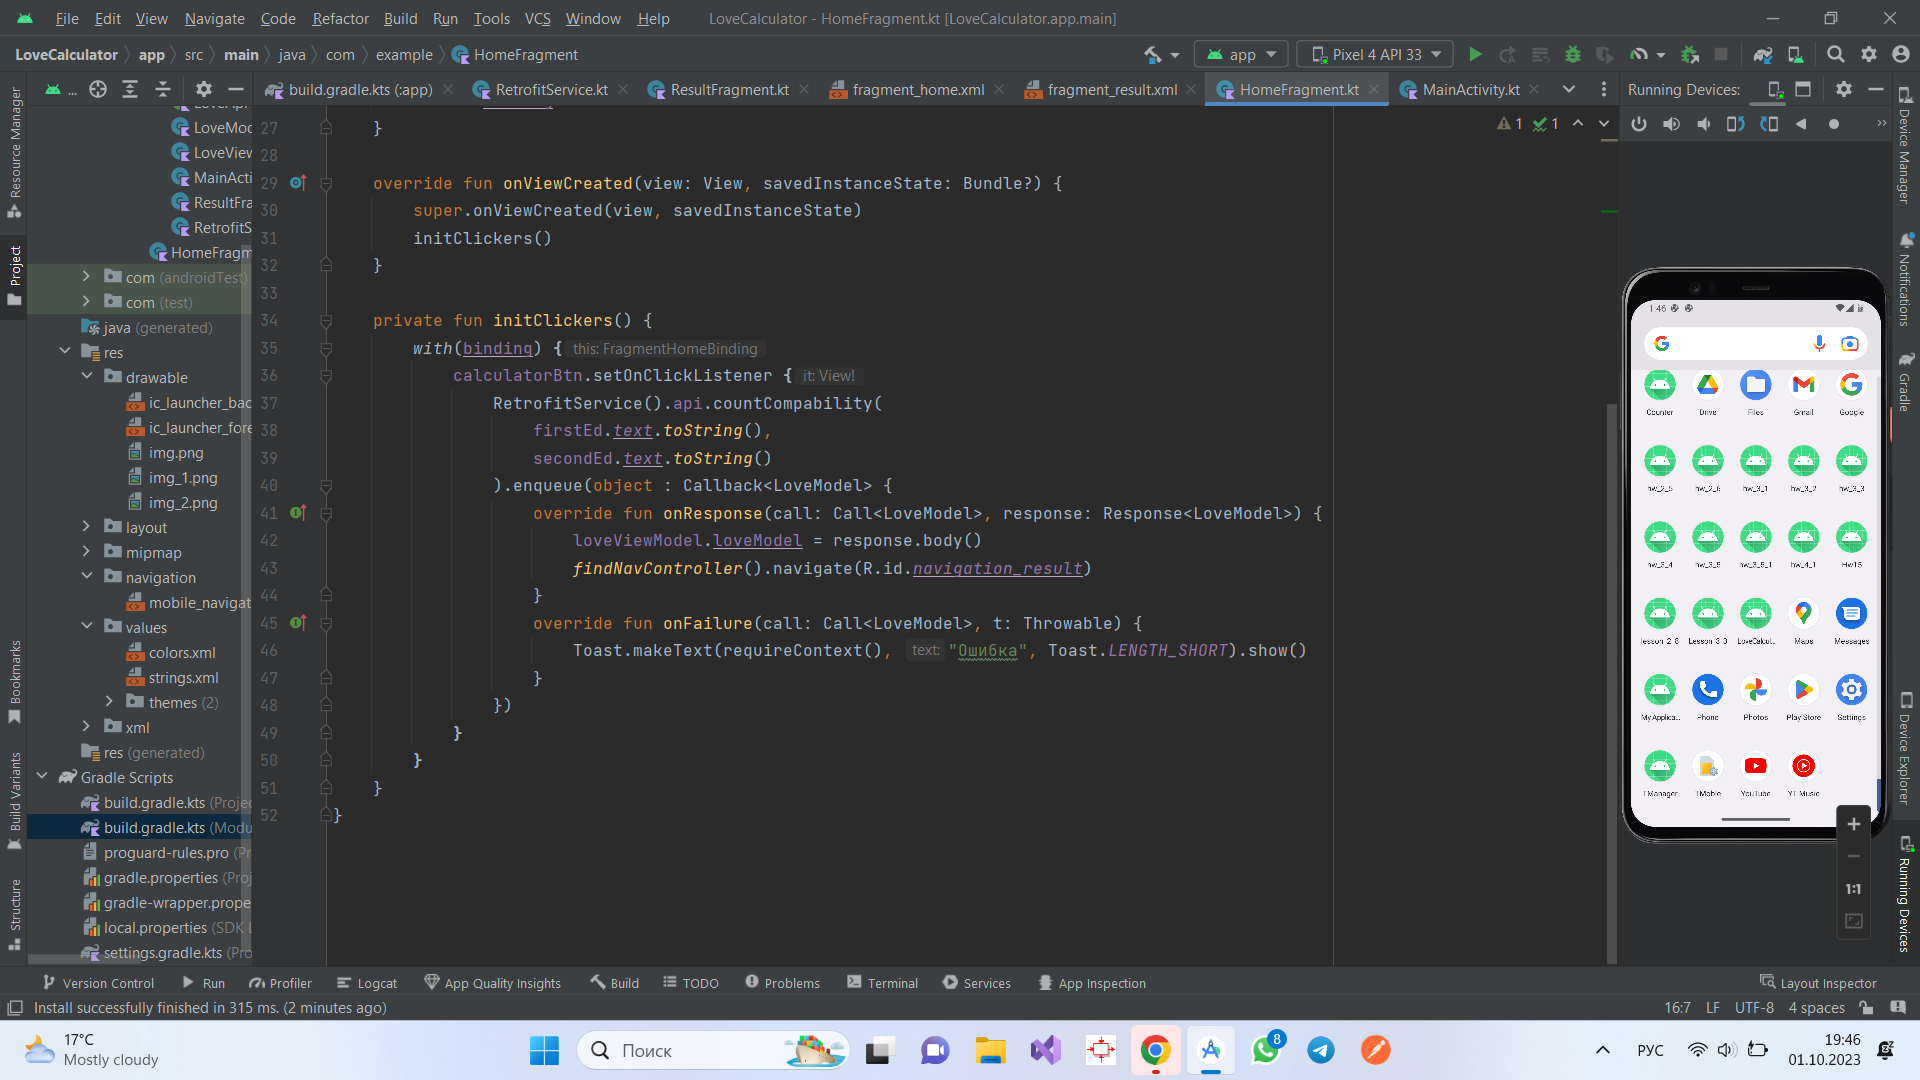 File Edit View Navigate Code Refactor Build Run Tools VCS Window Help LoveCalculator - HomeFragment.kt [LoveCalculator.app.main]
LoveCalculator app src main java com example HomeFragment app Pixel 4 API 33
... build.gradle.kts (:app) RetrofitService.kt ResultFragment.kt fragment_home.xml fragment_result.xml HomeFragment.kt MainActivity.kt Running Devices:
Resource Manager
Project
Bookmarks
Build Variants
Structure
LoveMod
LoveView
MainActi
ResultFra
RetrofitS
HomeFragm
com (androidTest)
com (test)
java (generated)
res
drawable
ic_launcher_bac
ic_launcher_fore
img.png
img_1.png
img_2.png
layout
mipmap
navigation
mobile_navigat
values
colors.xml
strings.xml
themes (2)
xml
res (generated)
Gradle Scripts
build.gradle.kts (Projec
build.gradle.kts (Modu
proguard-rules.pro (Pr
gradle.properties (Proj
gradle-wrapper.prope
local.properties (SDK L
settings.gradle.kts (Pro
1 1
27 }
28
29 override fun onViewCreated(view: View, savedInstanceState: Bundle?) {
30 super.onViewCreated(view, savedInstanceState)
31 initClickers()
32 }
33
34 private fun initClickers() {
35 with(binding) { this: FragmentHomeBinding
36 calculatorBtn.setOnClickListener { it: View!
37 RetrofitService().api.countCompability(
38 firstEd.text.toString(),
39 secondEd.text.toString()
40 ).enqueue(object : Callback<LoveModel> {
41 override fun onResponse(call: Call<LoveModel>, response: Response<LoveModel>) {
42 loveViewModel.loveModel = response.body()
43 findNavController().navigate(R.id.navigation_result)
44 }
45 override fun onFailure(call: Call<LoveModel>, t: Throwable) {
46 Toast.makeText(requireContext(), text: "Ошибка", Toast.LENGTH_SHORT).show()
47 }
48 })
49 }
50 }
51 }
52 }
1:46
Counter Drive Files Gmail Google
hw_2_5 hw_2_6 hw_3_1 hw_3_2 hw_3_3
hw_3_4 hw_3_5 hw_3_5_1 hw_4_1 Hw15
lesson_2_8 Lesson_3_3 LoveCalcul... Maps Messages
My Applica... Phone Photos Play Store Settings
TManager TMoble YouTube YT Music
1:1
Device Manager
Notifications
Gradle
Device Explorer
Running Devices
Version Control Run Profiler Logcat App Quality Insights Build TODO Problems Terminal Services App Inspection Layout Inspector
Install successfully finished in 315 ms. (2 minutes ago) 16:7 LF UTF-8 4 spaces
17°C
Mostly cloudy
Поиск
8
РУС
19:46
01.10.2023